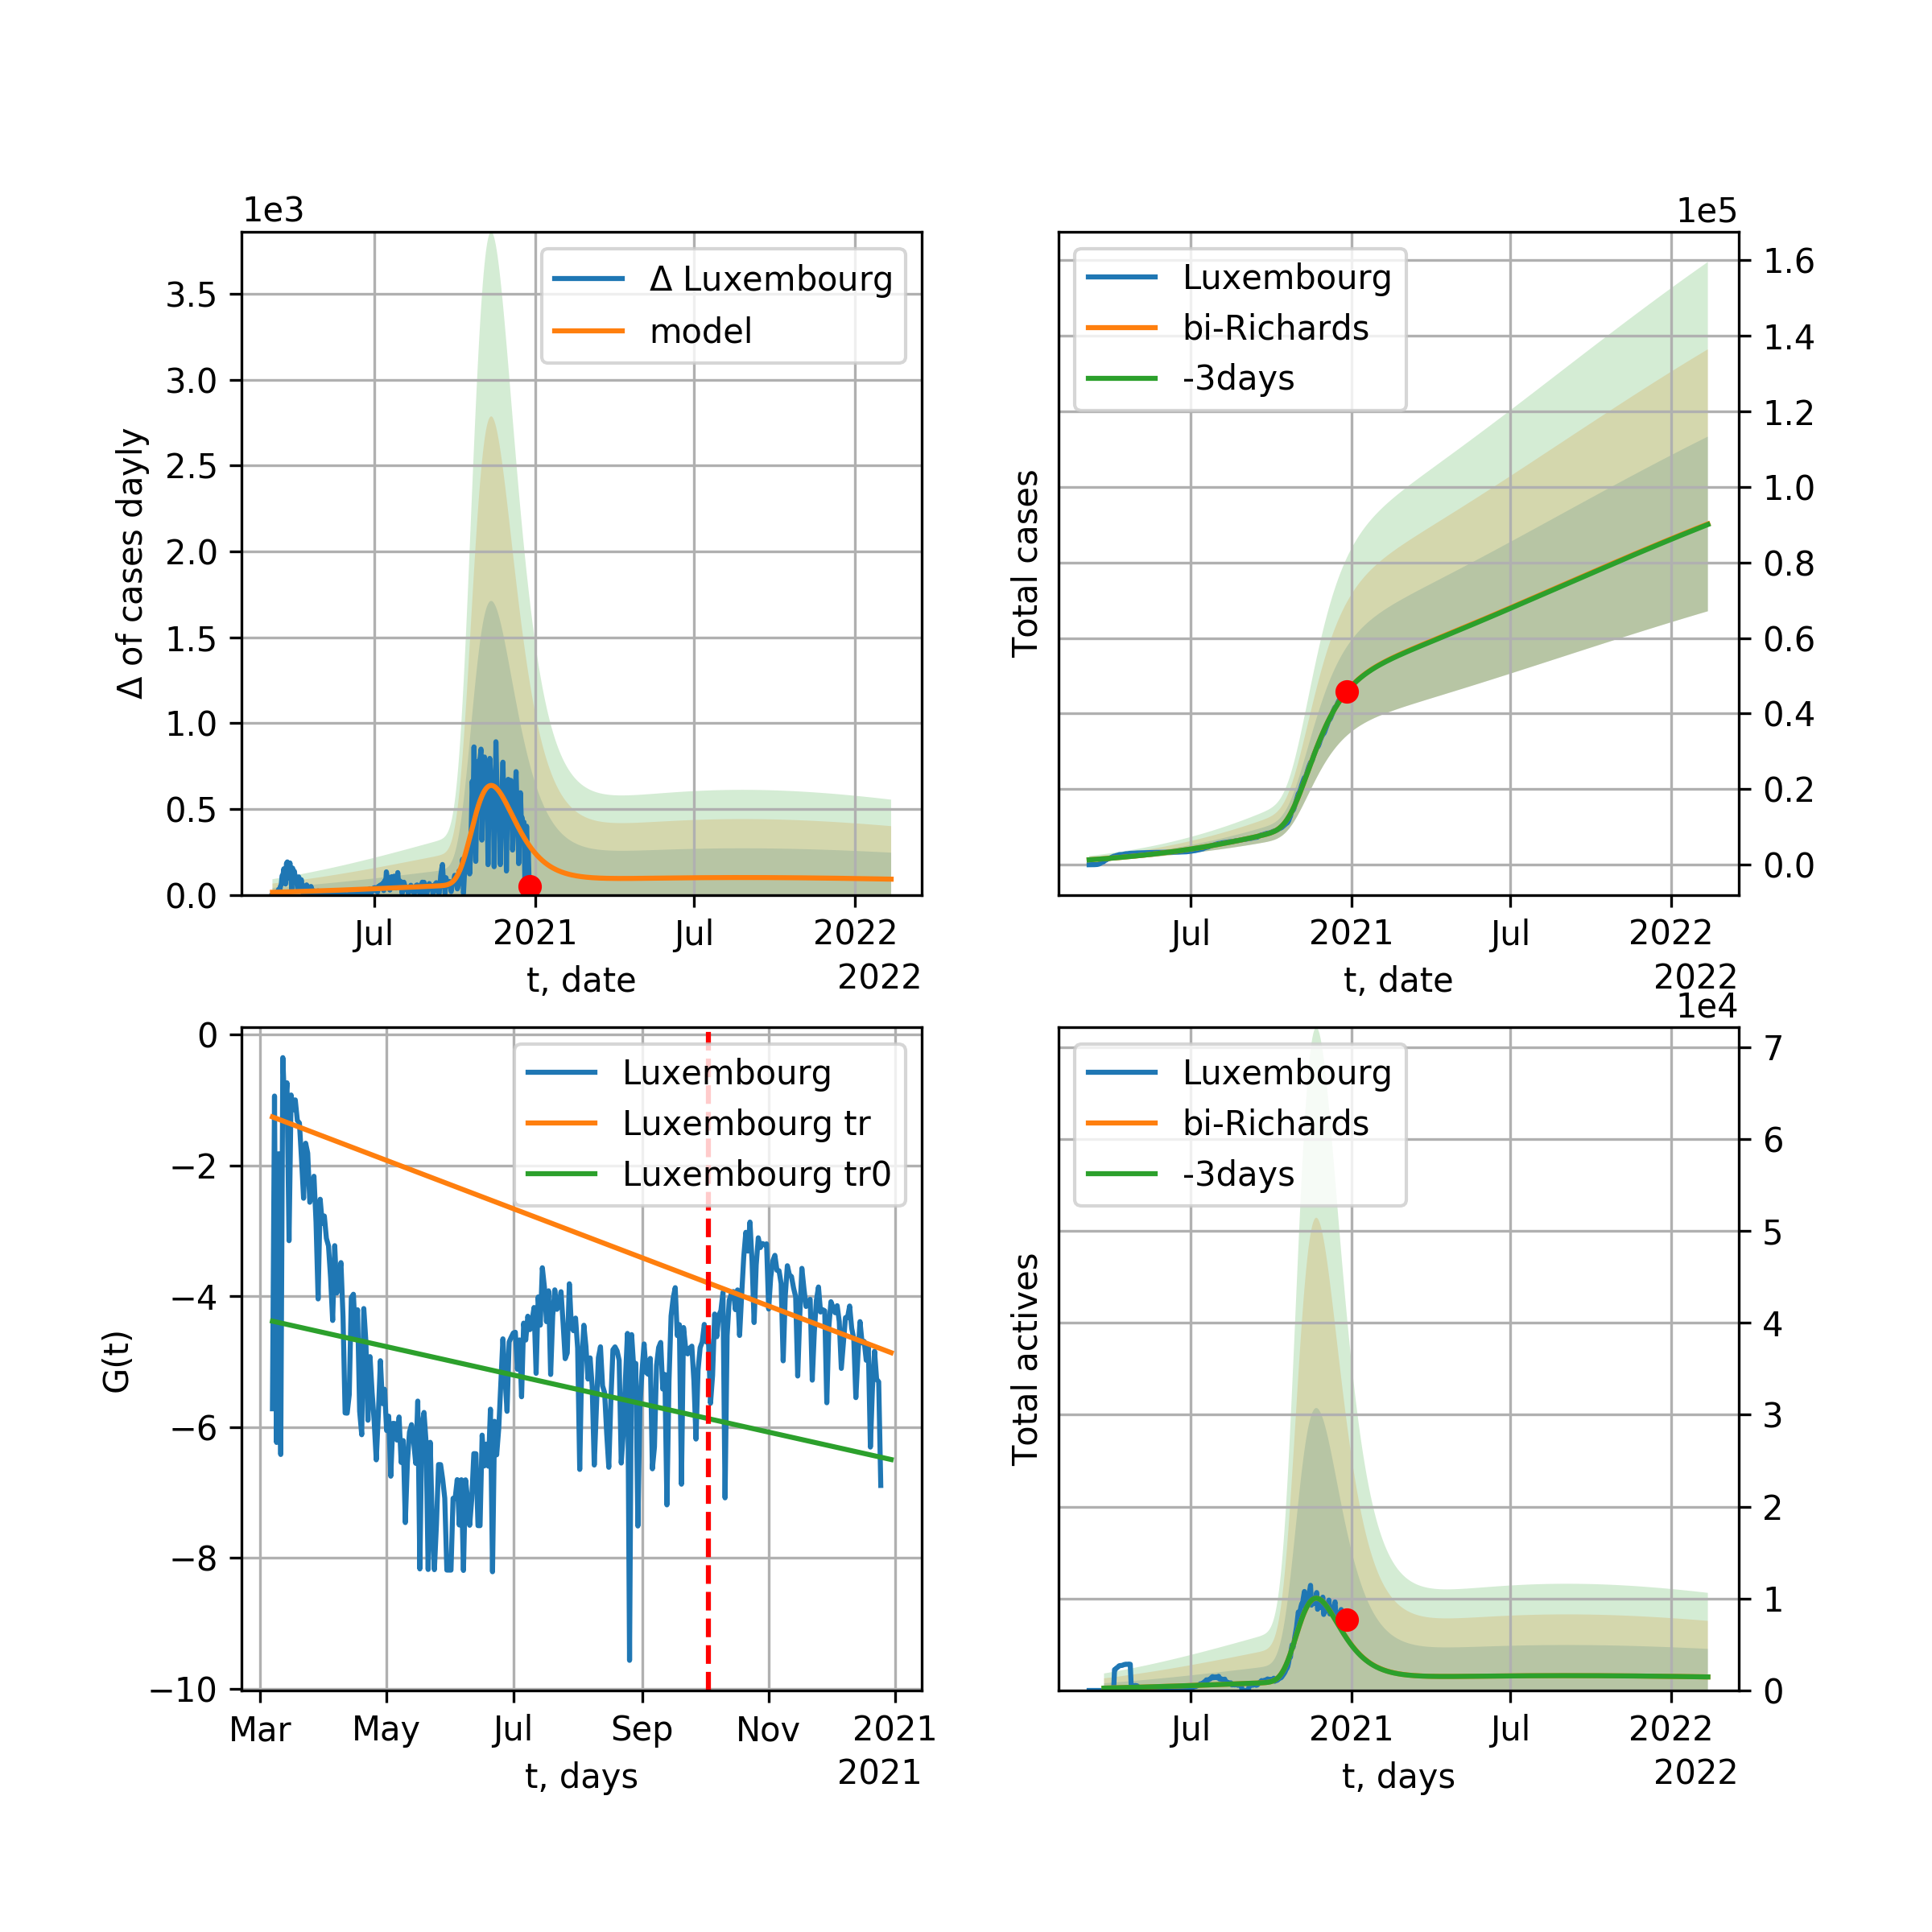 1e3
3.5
3.0
2.5
2.0
1.5
1.0
0.5
0.0
Δ of cases dayly
Δ Luxembourg
model
Jul
2021
Jul
2022
t, date
2022
1e5
1.6
1.4
1.2
1.0
0.8
0.6
0.4
0.2
0.0
Total cases
Luxembourg
bi-Richards
-3days
Jul
2021
Jul
2022
t, date
2022
0
−2
−4
−6
−8
−10
G(t)
Luxembourg
Luxembourg tr
Luxembourg tr0
Mar
May
Jul
Sep
Nov
2021
t, days
2021
1e4
7
6
5
4
3
2
1
0
Total actives
Luxembourg
bi-Richards
-3days
Jul
2021
Jul
2022
t, days
2022